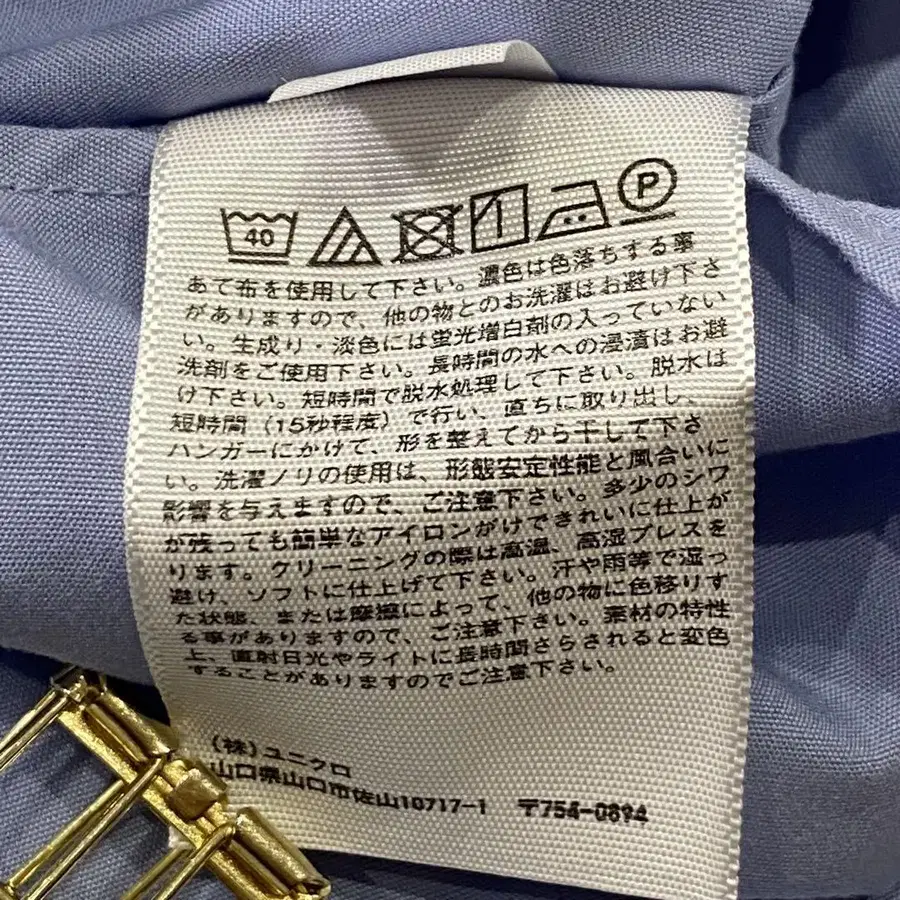 40 P
あて布を使用して下さい。濃色は色落ちする事
がありますので、他の物とのお洗濯はお避け下さ
い。生成り・淡色には蛍光増白剤の入っていない
洗剤をご使用下さい。長時間の水への浸漬はお避
け下さい。短時間で脱水処理して下さい。脱水は
短時間（15秒程度）で行い、直ちに取り出し、
ハンガーにかけて、形を整えてから干して下さ
い。洗濯ノリの使用は、形態安定性能と風合いに
影響を与えますので、ご注意下さい。多少のシワ
が残っても簡単なアイロンがけできれいに仕上が
ります。クリーニングの際は高温、高湿プレスを
避け、ソフトに仕上げて下さい。汗や雨等で湿っ
た状態、または摩擦によって、他の物に色移りす
る事がありますので、ご注意下さい。素材の特性
上、直射日光やライトに長時間さらされると変色
することがありますのでご注意下さい。
(株)ユニクロ
山口県山口市佐山10717-1 〒754-0894